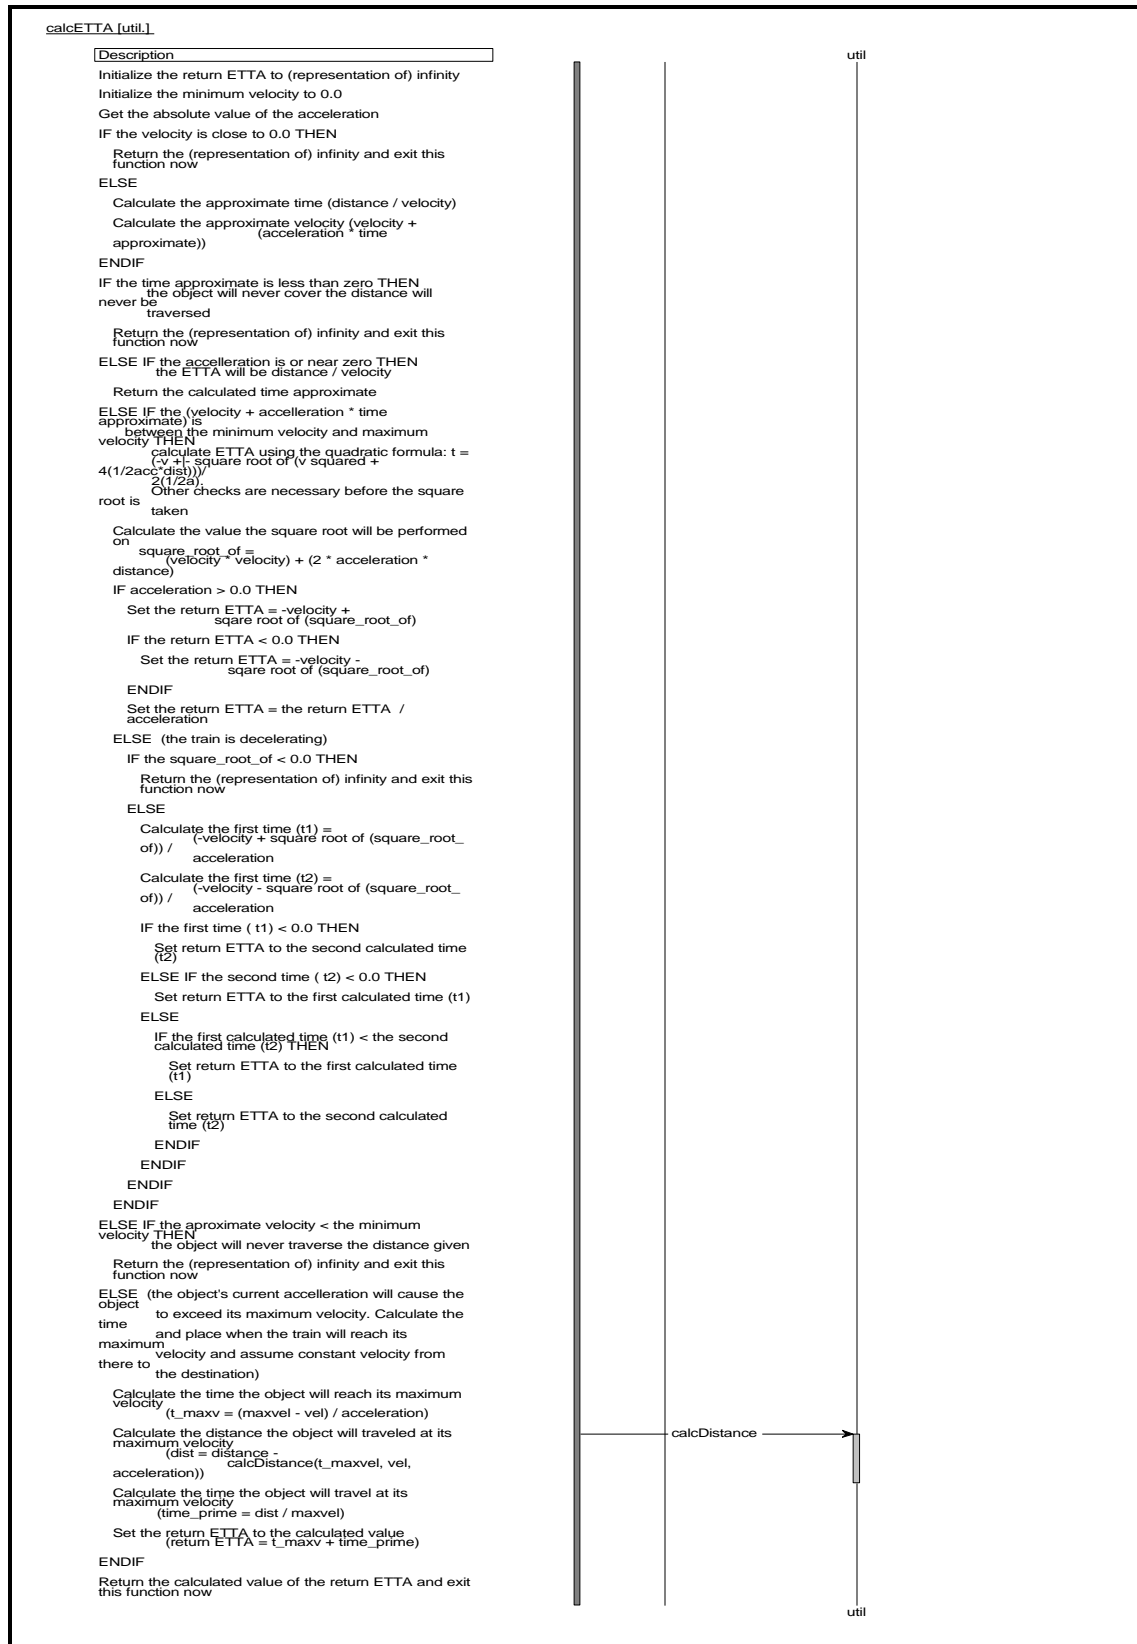 calcETTA [util.]
Description
util
Initialize the return ETTA to (representation of) infinity
Initialize the minimum velocity to 0.0
Get the absolute value of the acceleration
IF the velocity is close to 0.0 THEN
Return the (representation of) infinity and exit this
function now
ELSE
Calculate the approximate time (distance / velocity)
Calculate the approximate velocity (velocity +
(acceleration * time
approximate))
ENDIF
IF the time approximate is less than zero THEN
the object will never cover the distance will
never be
traversed
Return the (representation of) infinity and exit this
function now
ELSE IF the accelleration is or near zero THEN
the ETTA will be distance / velocity
Return the calculated time approximate
ELSE IF the (velocity + accelleration * time
approximate) is
between the minimum velocity and maximum
velocity THEN
calculate ETTA using the quadratic formula: t =
(-v +|- square root of (v squared +
4(1/2acc*dist)))/
2(1/2a).
Other checks are necessary before the square
root is
taken
Calculate the value the square root will be performed
on
square_root_of =
(velocity * velocity) + (2 * acceleration *
distance)
IF acceleration > 0.0 THEN
Set the return ETTA = -velocity +
sqare root of (square_root_of)
IF the return ETTA < 0.0 THEN
Set the return ETTA = -velocity -
sqare root of (square_root_of)
ENDIF
Set the return ETTA = the return ETTA /
acceleration
ELSE (the train is decelerating)
IF the square_root_of < 0.0 THEN
Return the (representation of) infinity and exit this
function now
ELSE
Calculate the first time (t1) =
(-velocity + square root of (square_root_
of)) /
acceleration
Calculate the first time (t2) =
(-velocity - square root of (square_root_
of)) /
acceleration
IF the first time ( t1) < 0.0 THEN
Set return ETTA to the second calculated time
(t2)
ELSE IF the second time ( t2) < 0.0 THEN
Set return ETTA to the first calculated time (t1)
ELSE
IF the first calculated time (t1) < the second
calculated time (t2) THEN
Set return ETTA to the first calculated time
(t1)
ELSE
Set return ETTA to the second calculated
time (t2)
ENDIF
ENDIF
ENDIF
ENDIF
ELSE IF the aproximate velocity < the minimum
velocity THEN
the object will never traverse the distance given
Return the (representation of) infinity and exit this
function now
ELSE (the object's current accelleration will cause the
object
to exceed its maximum velocity. Calculate the
time
and place when the train will reach its
maximum
velocity and assume constant velocity from
there to
the destination)
Calculate the time the object will reach its maximum
velocity
(t_maxv = (maxvel - vel) / acceleration)
Calculate the distance the object will traveled at its
maximum velocity
(dist = distance -
calcDistance(t_maxvel, vel,
acceleration))
calcDistance
Calculate the time the object will travel at its
maximum velocity
(time_prime = dist / maxvel)
Set the return ETTA to the calculated value
(return ETTA = t_maxv + time_prime)
ENDIF
Return the calculated value of the return ETTA and exit
this function now
util